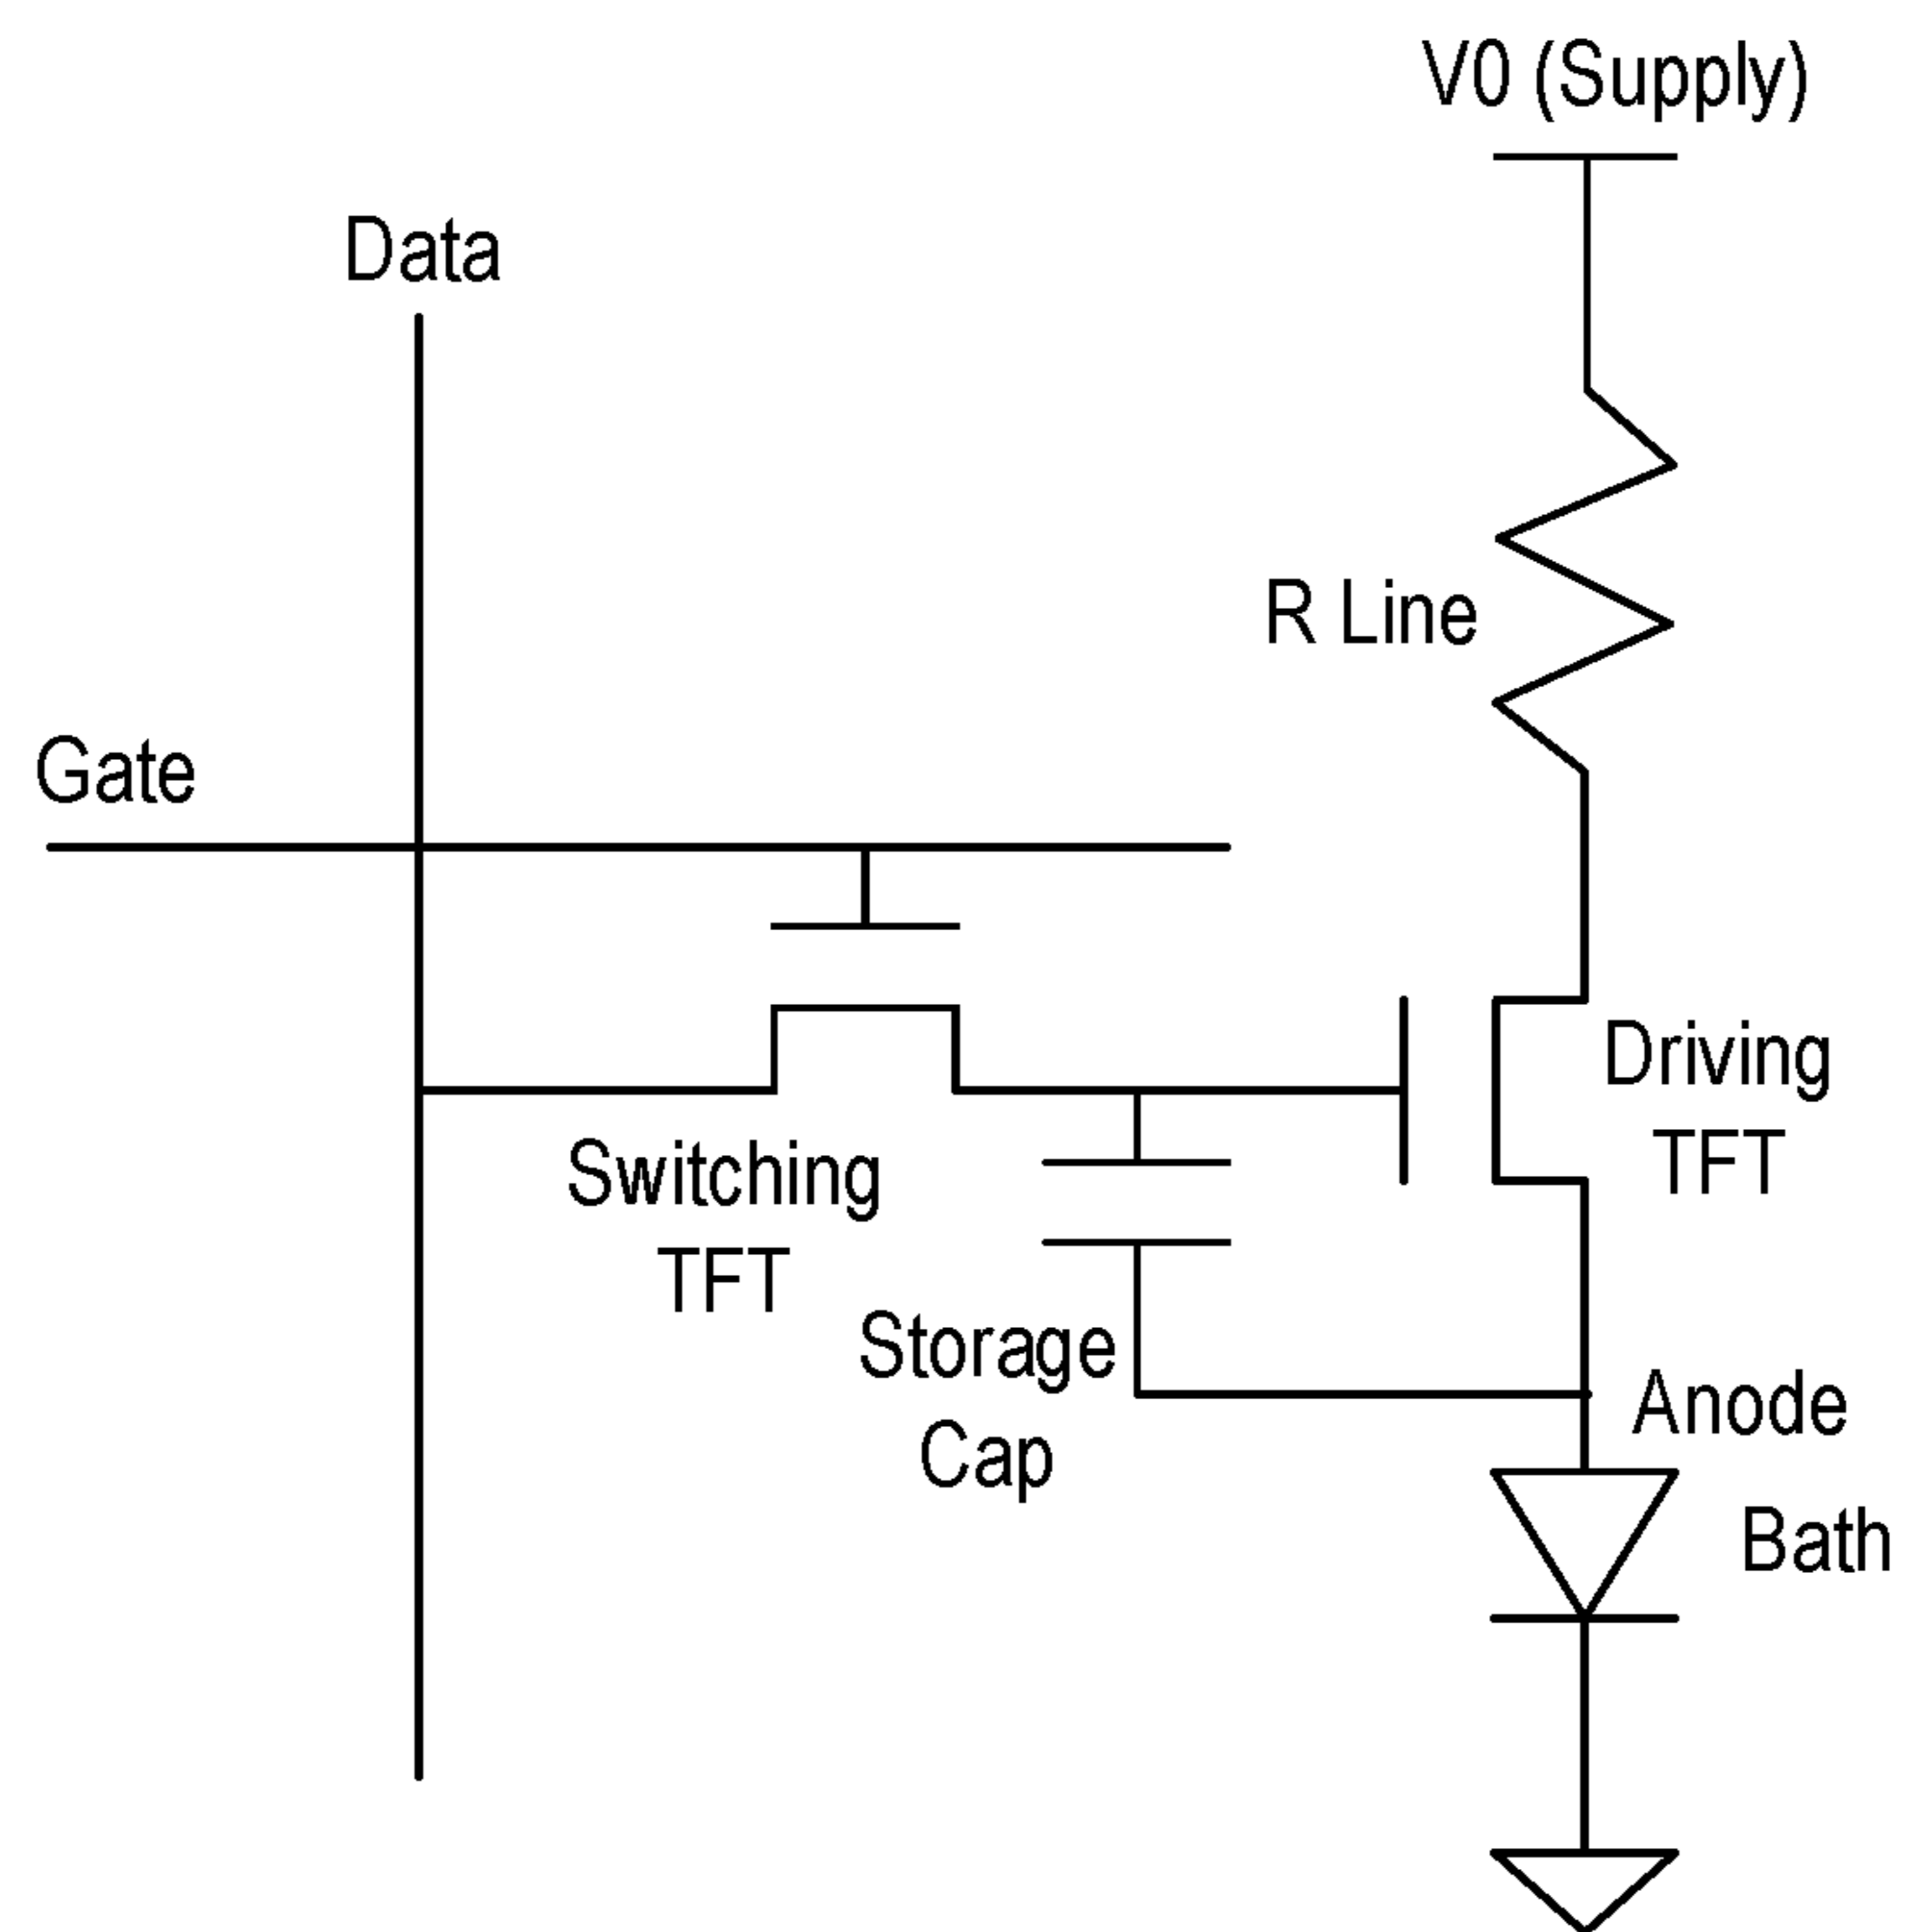 V0 (Supply)
Data
R Line
Gate
Driving
TFT
Switching
TFT
Storage
Cap
Anode
Bath